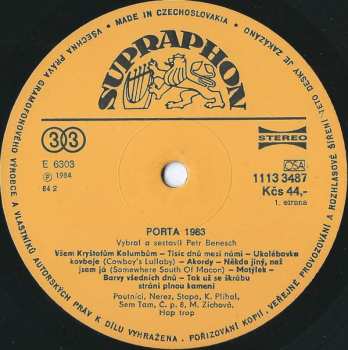 MADE IN CZECHOSLOVAKIA • VŠECHNA PRÁVA GRAMOFONOVÉHO VÝROBCE A VLASTNÍKŮ AUTORSKÝCH PRÁV K DÍLU VYHRAŽENA. POŘIZOVÁNÍ KOPIÍ, VEŘEJNÉ PROVOZOVÁNÍ A ROZHLASOVÉ ŠÍŘENÍ TÉTO DESKY JE ZAKÁZÁNO
SUPRAPHON
33
STEREO
E 6303
Ⓟ 1984
84 2
OSA
1113 3487
Kčs 44,-
1. strana
PORTA 1983
Vybral a sestavil Petr Benesch
Všem Kryštofům Kolumbům – Tisíc dnů mezi námi – Ukolébavka
kovboje (Cowboy's Lullaby) – Akordy – Někdo jiný, než
jsem já (Somewhere South Of Macon) – Motýlek –
Barvy všedních dnů – Tak už se škrábu
strání plnou kamení
Poutníci, Nerez, Stopa, K. Plíhal,
Sem Tam, Č. p. 8, M. Zíchová,
Hop trop